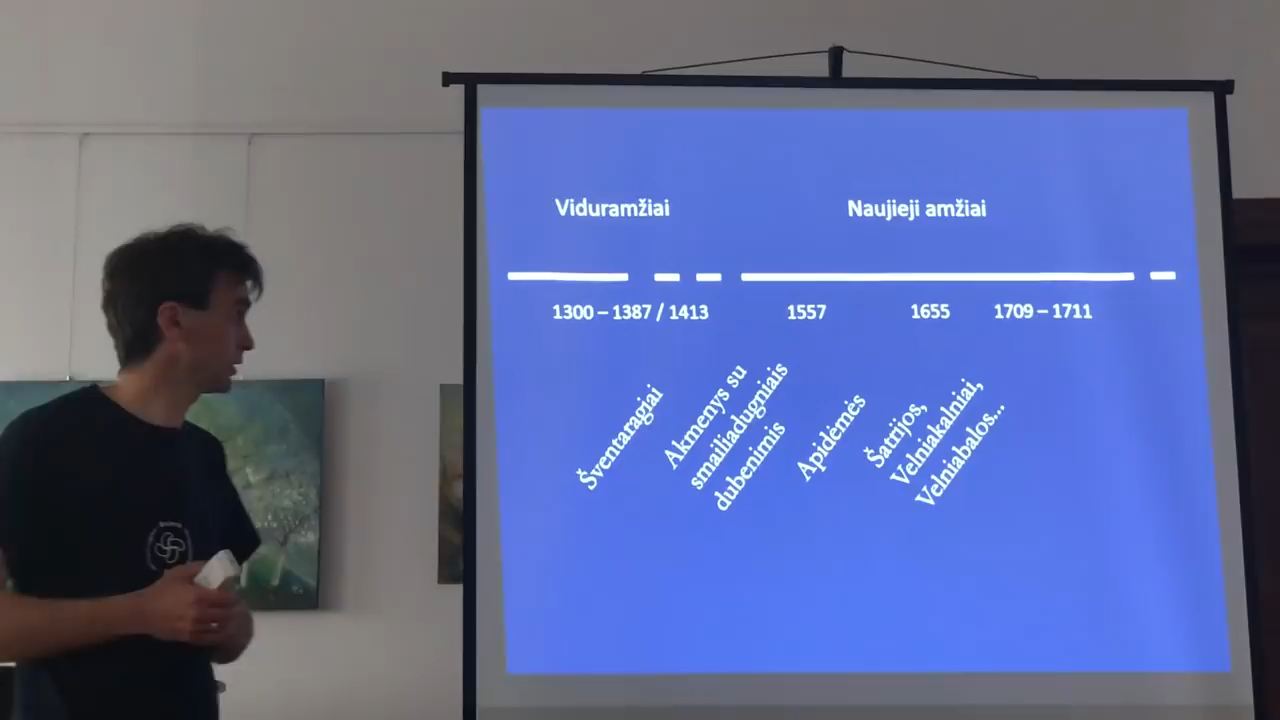 Viduramžiai
Naujieji amžiai
1300 – 1387 / 1413
1557
1655
1709 – 1711
Šventaragiai
Akmenys su
smailiadugniais
dubenimis
Apidėmės
Šatrijos,
Velniakalniai,
Velniabalos...